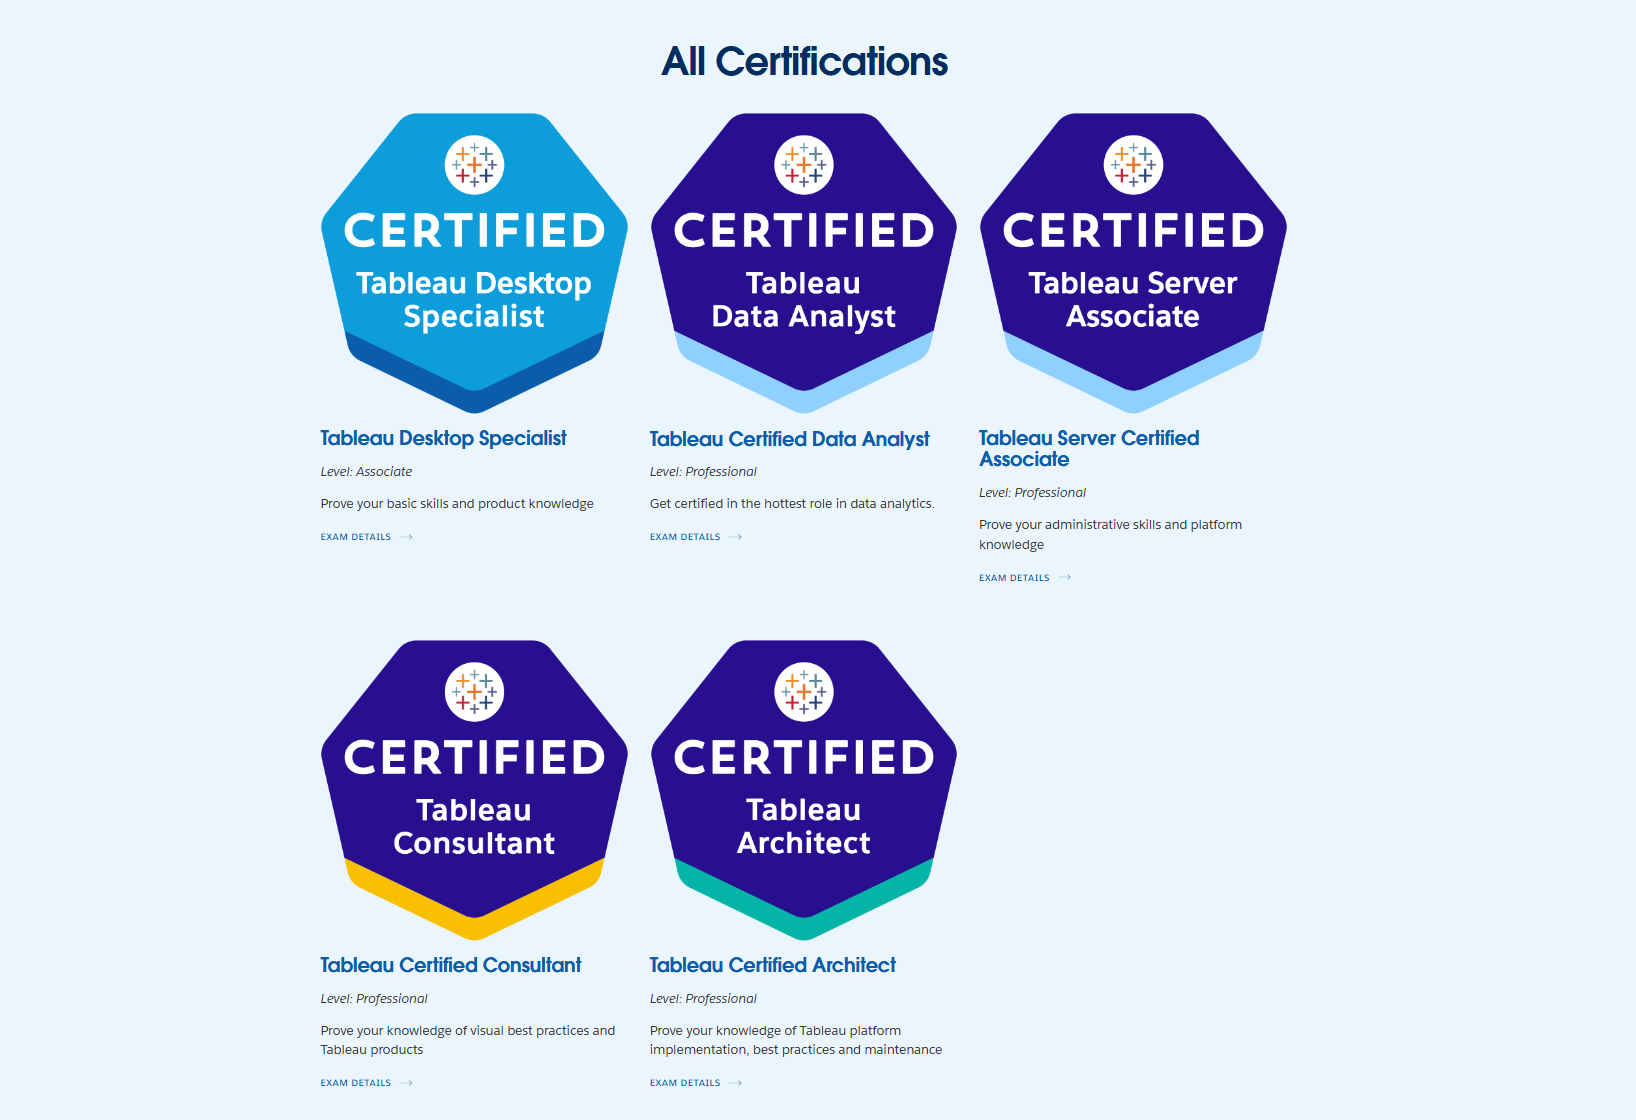 All Certifications
CERTIFIED
Tableau Desktop
Specialist
Tableau Desktop Specialist
Level: Associate
Prove your basic skills and product knowledge
EXAM DETAILS
CERTIFIED
Tableau
Data Analyst
Tableau Certified Data Analyst
Level: Professional
Get certified in the hottest role in data analytics.
EXAM DETAILS
CERTIFIED
Tableau Server
Associate
Tableau Server Certified
Associate
Level: Professional
Prove your administrative skills and platform
knowledge
EXAM DETAILS
CERTIFIED
Tableau
Consultant
Tableau Certified Consultant
Level: Professional
Prove your knowledge of visual best practices and
Tableau products
EXAM DETAILS
CERTIFIED
Tableau
Architect
Tableau Certified Architect
Level: Professional
Prove your knowledge of Tableau platform
implementation, best practices and maintenance
EXAM DETAILS